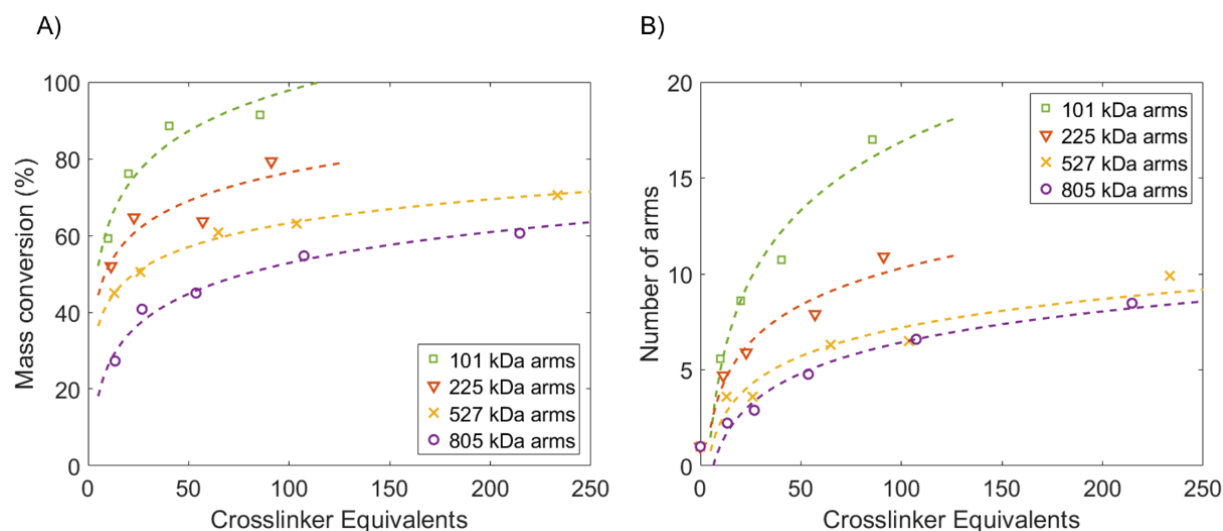 A)
100
80
60
40
20
0
Mass conversion (%)
101 kDa arms
225 kDa arms
527 kDa arms
805 kDa arms
0 50 100 150 200 250
Crosslinker Equivalents
B)
20
15
10
5
0
Number of arms
101 kDa arms
225 kDa arms
527 kDa arms
805 kDa arms
0 50 100 150 200 250
Crosslinker Equivalents